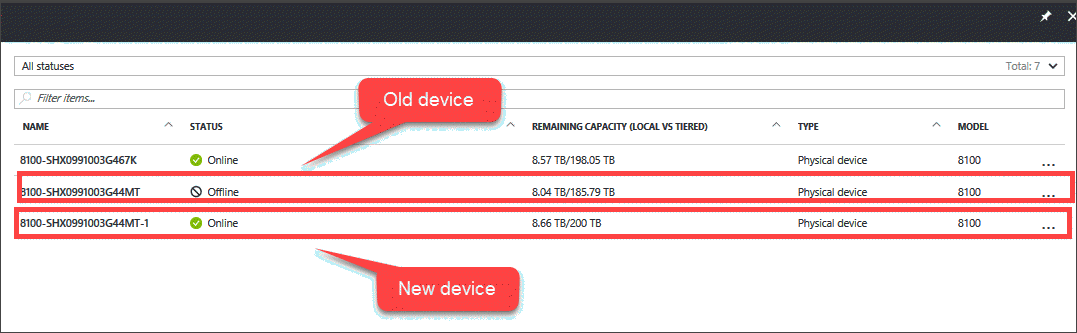 All statuses Total: 7
Filter items...
Old device
NAME STATUS REMAINING CAPACITY (LOCAL VS TIERED) TYPE MODEL
8100-SHX0991003G467K Online 8.57 TB/198.05 TB Physical device 8100 ...
8100-SHX0991003G44MT Offline 8.04 TB/185.79 TB Physical device 8100 ...
8100-SHX0991003G44MT-1 Online 8.66 TB/200 TB Physical device 8100 ...
New device